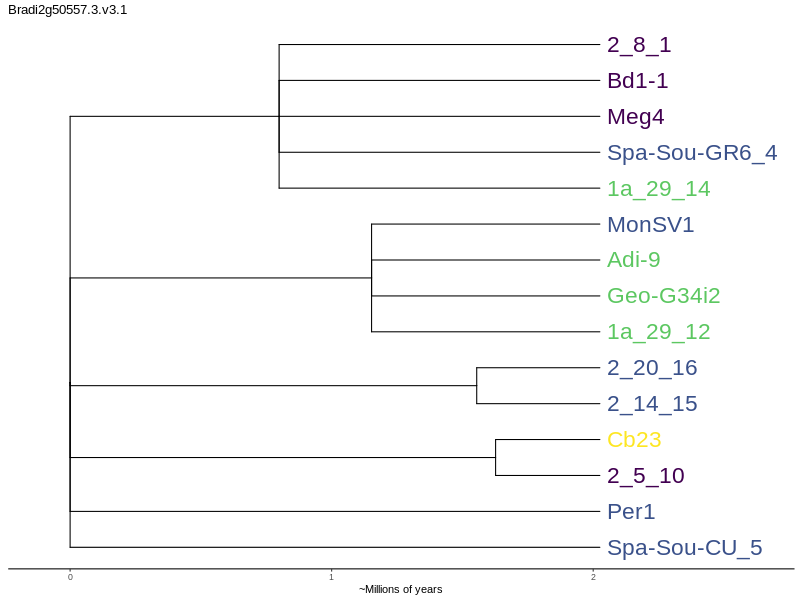 Bradi2g50557.3.v3.1
2_8_1
Bd1-1
Meg4
Spa-Sou-GR6_4
1a_29_14
MonSV1
Adi-9
Geo-G34i2
1a_29_12
2_20_16
2_14_15
Cb23
2_5_10
Per1
Spa-Sou-CU_5
0 1 2
~Millions of years